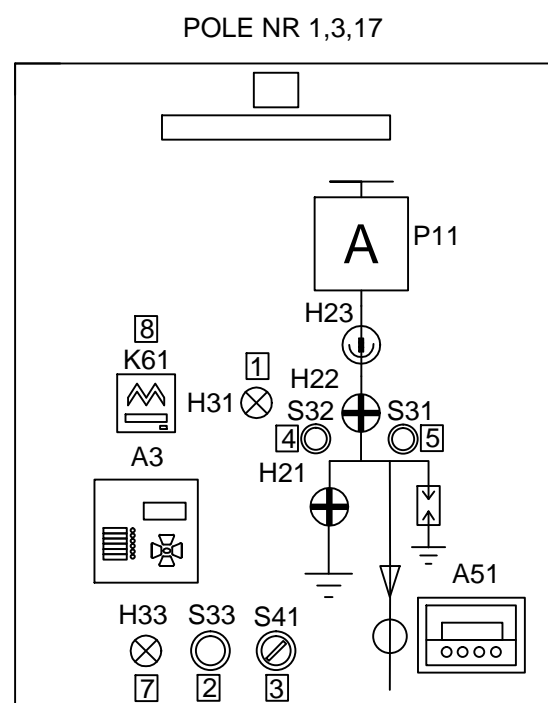 POLE NR 1,3,17
A
P11
H23
8
K61
1
H22
H31
S32
S31
4
5
A3
H21
A51
H33
S33
S41
7
2
3